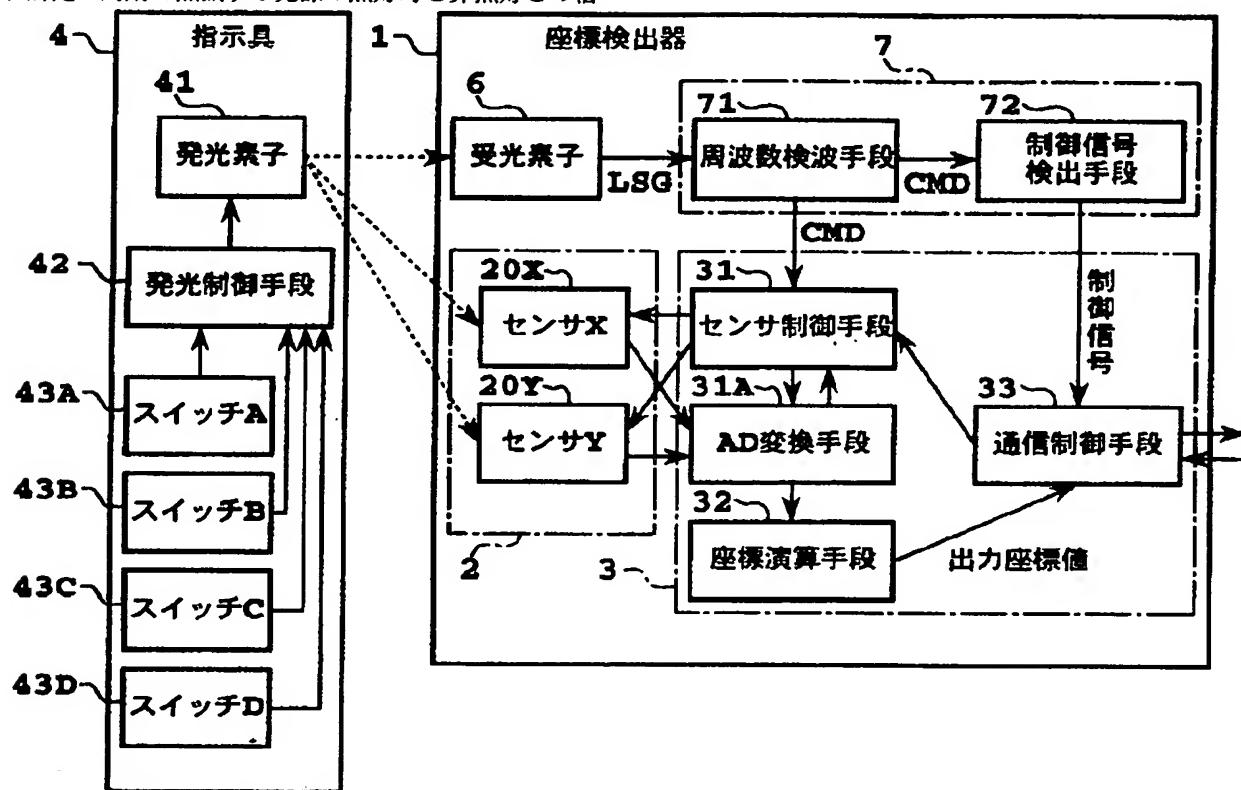 4
指示具
41
発光素子
42
発光制御手段
43A
スイッチA
43B
スイッチB
43C
スイッチC
43D
スイッチD
1
座標検出器
7
6
受光素子
LSG
71
周波数検波手段
CMD
72
制御信号
検出手段
CMD
制御信号
20X
センサX
20Y
センサY
2
31
センサ制御手段
31A
AD変換手段
32
座標演算手段
3
33
通信制御手段
出力座標値